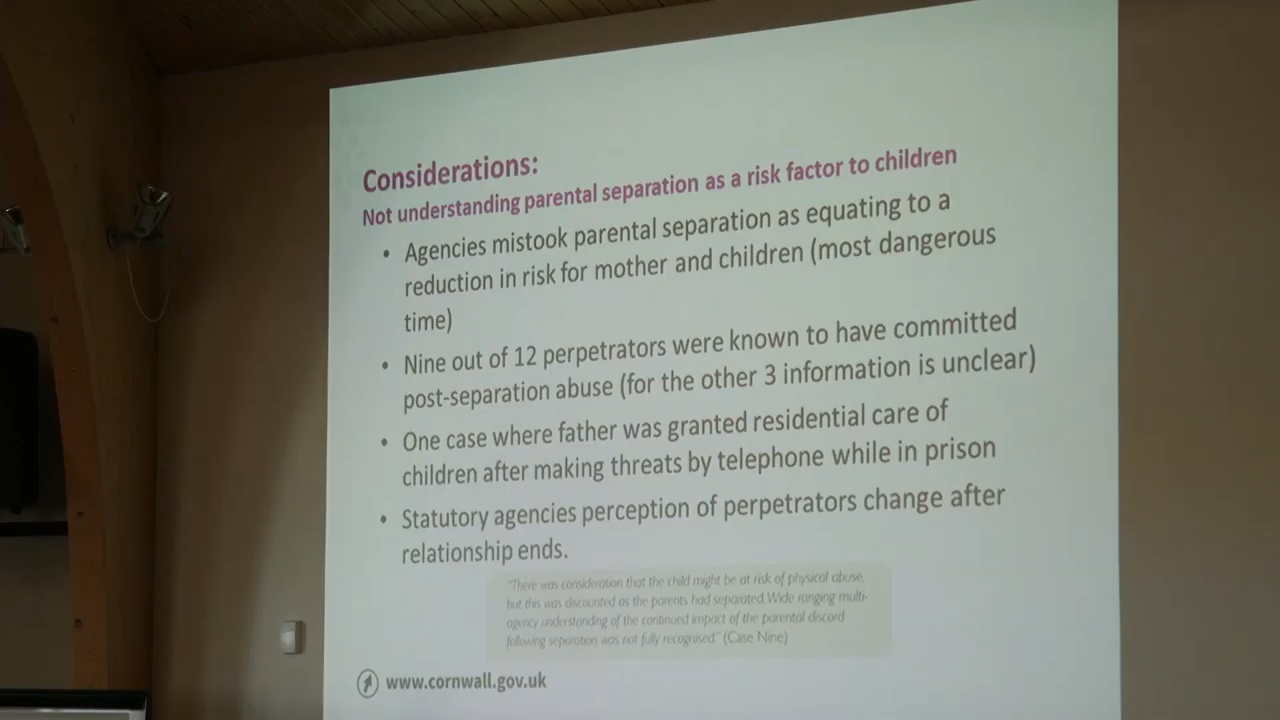 Considerations:
Not understanding parental separation as a risk factor to children
• Agencies mistook parental separation as equating to a
reduction in risk for mother and children (most dangerous
time)
• Nine out of 12 perpetrators were known to have committed
post-separation abuse (for the other 3 information is unclear)
• One case where father was granted residential care of
children after making threats by telephone while in prison
• Statutory agencies perception of perpetrators change after
relationship ends.
"There was consideration that the child might be at risk of physical abuse,
but this was discounted as the parents had separated. Wide ranging multi-
agency understanding of the continued impact of the parental discord
following separation was not fully recognised" (Case Nine)
www.cornwall.gov.uk